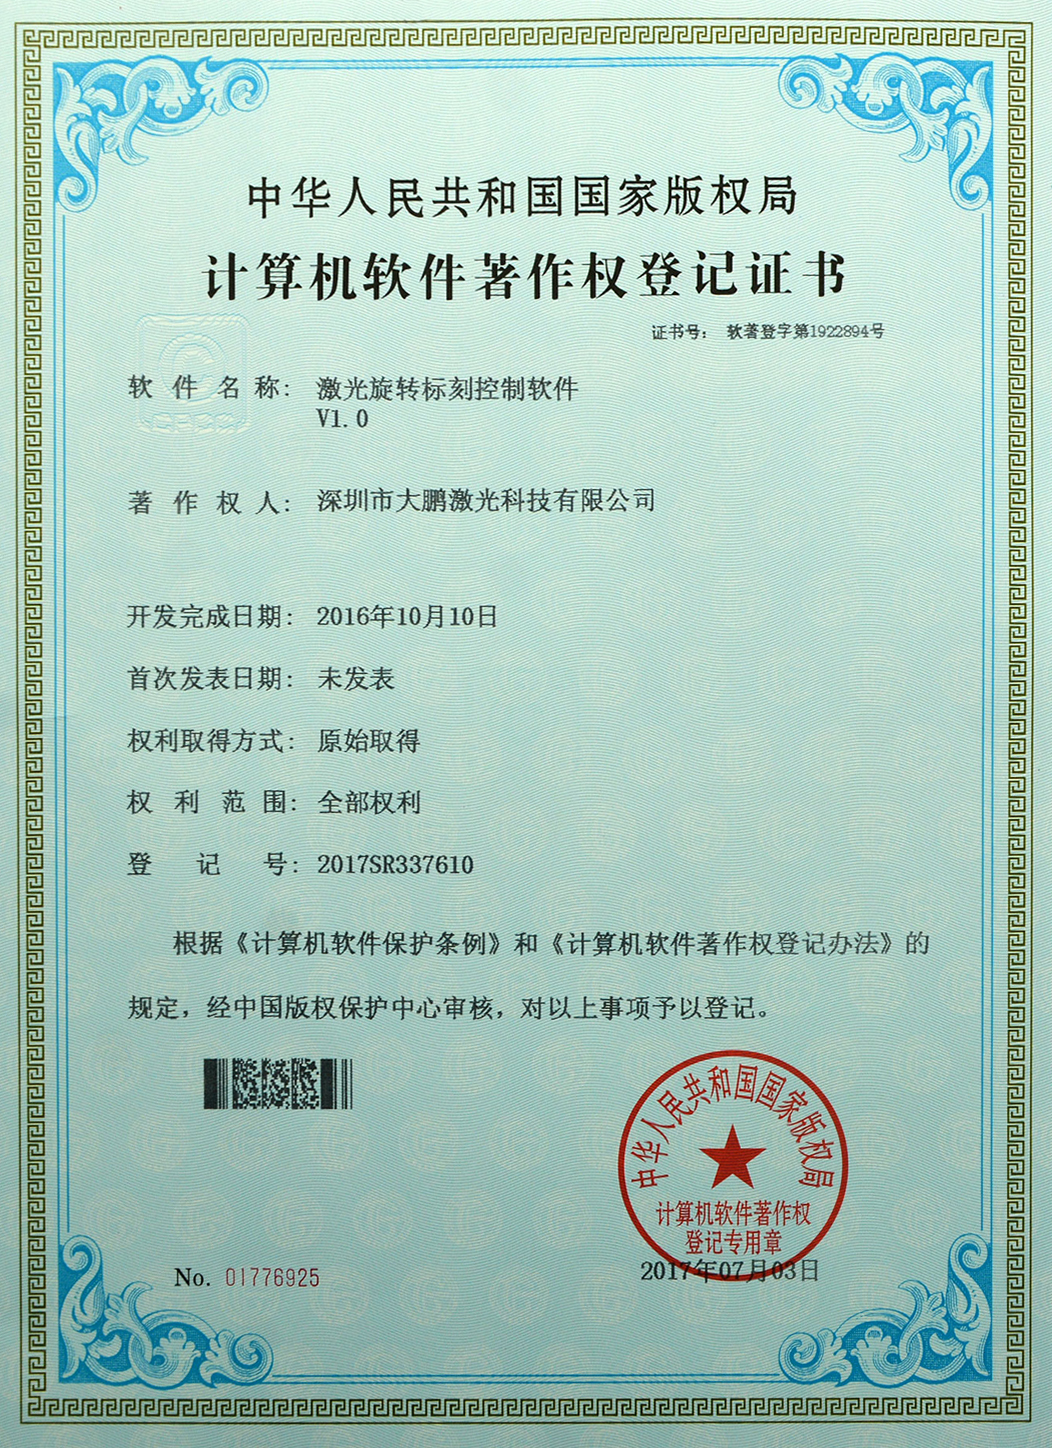 中华人民共和国国家版权局
计算机软件著作权登记证书
证书号： 软著登字第1922894号
软件名称： 激光旋转标刻控制软件
V1.0
著作权人： 深圳市大鹏激光科技有限公司
开发完成日期： 2016年10月10日
首次发表日期： 未发表
权利取得方式： 原始取得
权利范围： 全部权利
登记号： 2017SR337610
根据《计算机软件保护条例》和《计算机软件著作权登记办法》的
规定，经中国版权保护中心审核，对以上事项予以登记。
中华人民共和国国家版权局
计算机软件著作权
登记专用章
No. 01776925
2017年07月03日